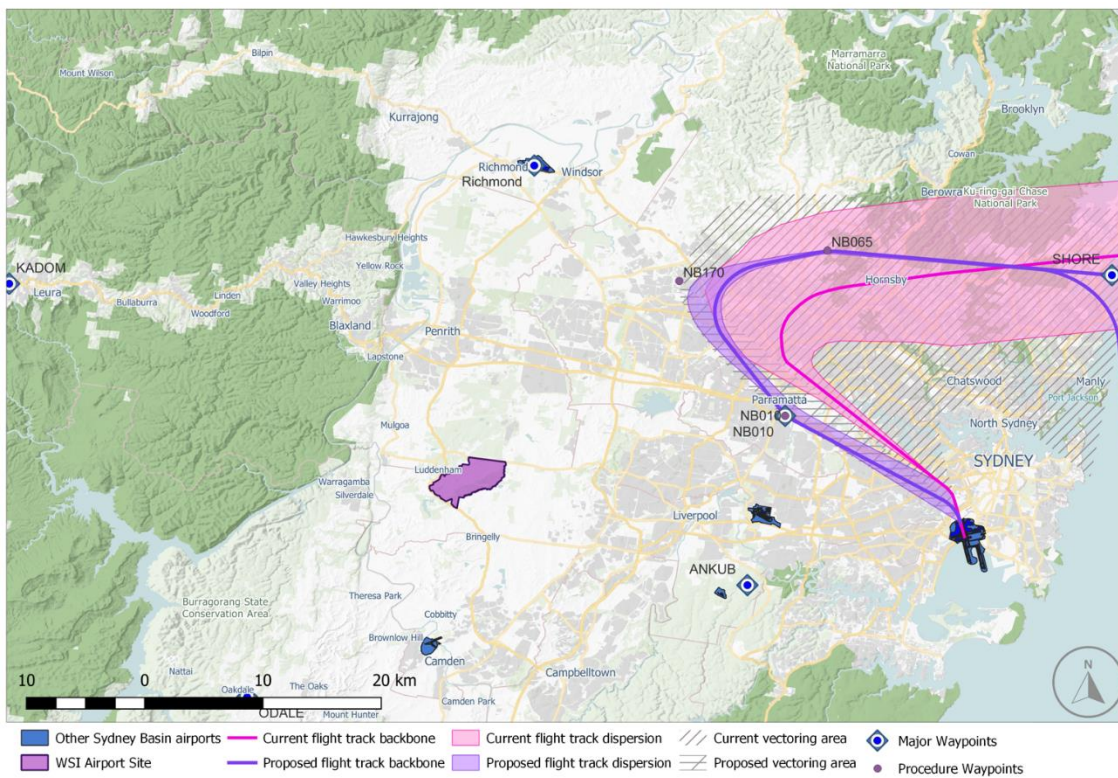 Marramarra
National Park
Bilpin
Mount Wilson
Brooklyn
Kurrajong
Cowan
Richmond
Windsor
Richmond
Berowra
Ku-ring-gai Chase
National Park
Hawkesbury Heights
NB065
KADOM
Yellow Rock
SHORE
NB170
Leura
Linden
Valley Heights
Hornsby
Bullaburra
Warrimoo
Woodford
Blaxland
Penrith
Lapstone
Chatswood
Manly
Parramatta
Port Jackson
NB010
NB010
North Sydney
Mulgoa
SYDNEY
Luddenham
Warragamba
Silverdale
Liverpool
Bringelly
ANKUB
Theresa Park
Burragorang State
Conservation Area
Cobbitty
Brownlow Hill
Nattai
Camden
Campbelltown
N
10 0 10 20 km
Oakdale
The Oaks
Camden Park
ODALE
Mount Hunter
Other Sydney Basin airports
Current flight track backbone
Current flight track dispersion
Current vectoring area
Major Waypoints
WSI Airport Site
Proposed flight track backbone
Proposed flight track dispersion
Proposed vectoring area
Procedure Waypoints